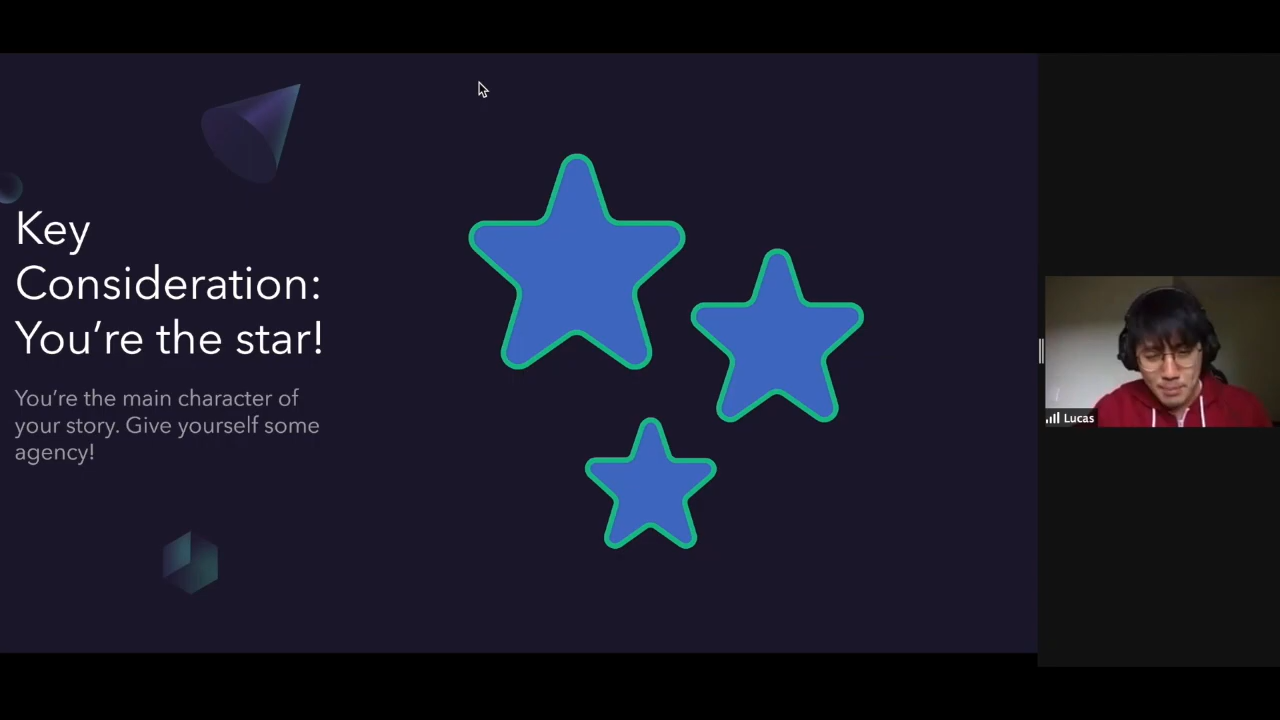 Key
Consideration:
You’re the star!
You’re the main character of
your story. Give yourself some
agency!
Lucas